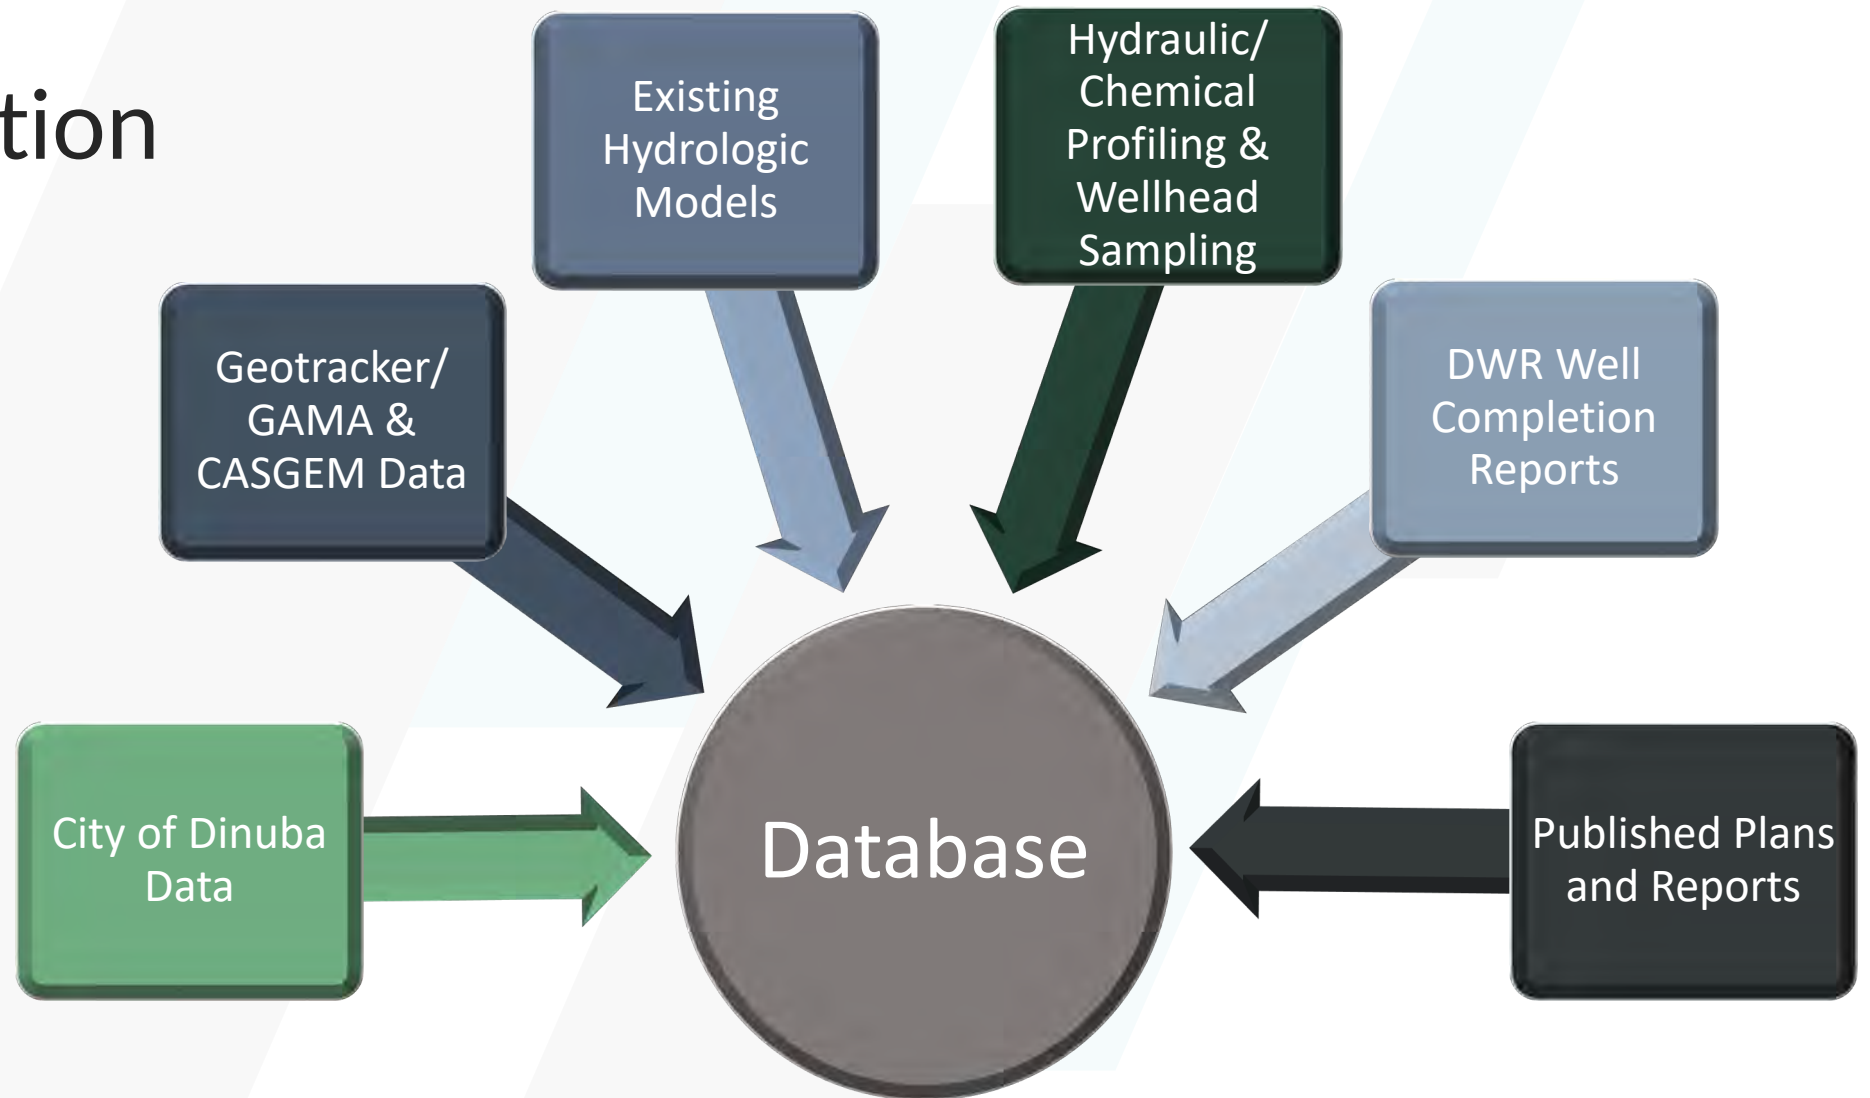 tion
Existing
Hydrologic
Models
Hydraulic/
Chemical
Profiling &
Wellhead
Sampling
Geotracker/
GAMA &
CASGEM Data
DWR Well
Completion
Reports
City of Dinuba
Data
Database
Published Plans
and Reports